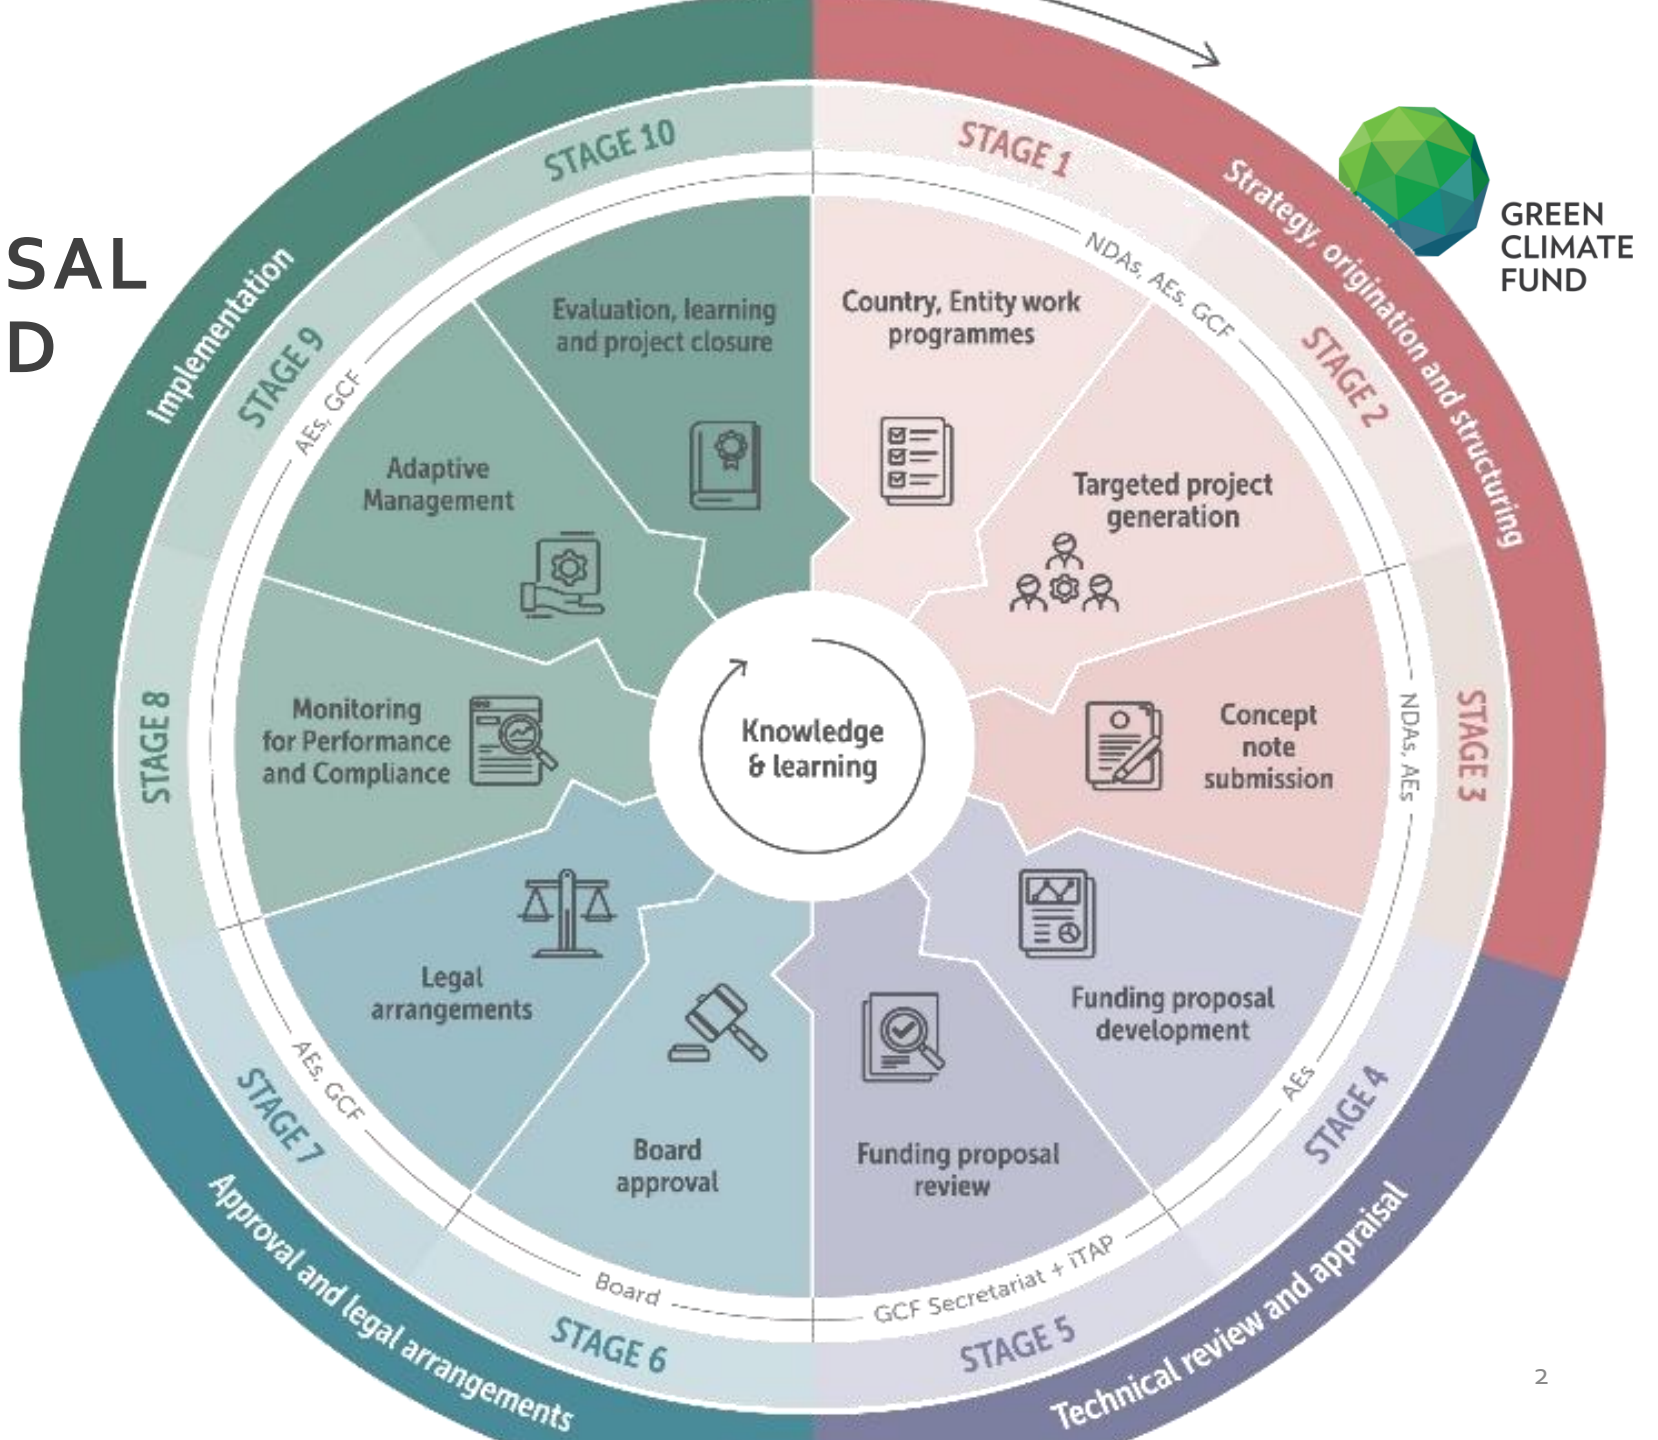 SAL
D
GREEN
CLIMATE
FUND
Strategy, origination and structuring
STAGE 1
NDAs, AEs, GCF
Country, Entity work
programmes
STAGE 2
Targeted project
generation
STAGE 3
NDAs, AEs
Concept
note
submission
Technical review and appraisal
STAGE 4
AEs
Funding proposal
development
STAGE 5
GCF Secretariat + iTAP
Funding proposal
review
Approval and legal arrangements
STAGE 6
Board
Board
approval
STAGE 7
AEs, GCF
Legal
arrangements
Implementation
STAGE 8
Monitoring
for Performance
and Compliance
STAGE 9
AEs, GCF
Adaptive
Management
STAGE 10
Evaluation, learning
and project closure
Knowledge
& learning
2